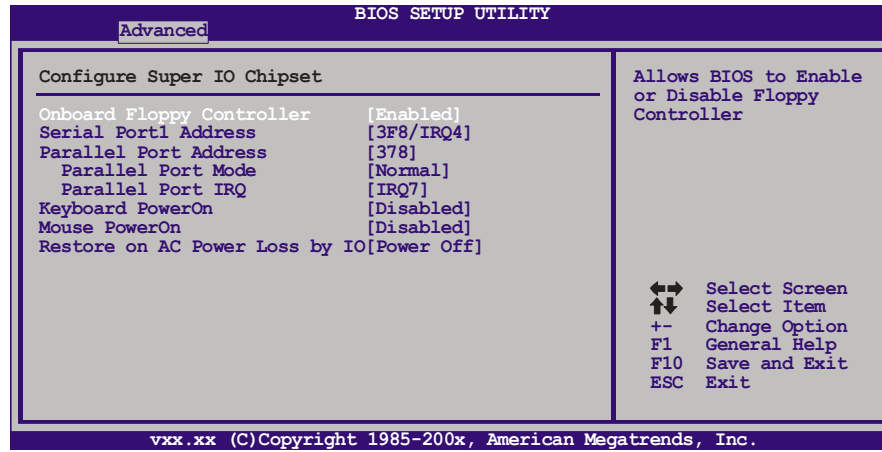 BIOS SETUP UTILITY
Advanced
Configure Super IO Chipset
Onboard Floppy Controller [Enabled]
Serial Port1 Address [3F8/IRQ4]
Parallel Port Address [378]
Parallel Port Mode [Normal]
Parallel Port IRQ [IRQ7]
Keyboard PowerOn [Disabled]
Mouse PowerOn [Disabled]
Restore on AC Power Loss by IO[Power Off]
Allows BIOS to Enable
or Disable Floppy
Controller
Select Screen
Select Item
+- Change Option
F1 General Help
F10 Save and Exit
ESC Exit
vxx.xx (C)Copyright 1985-200x, American Megatrends, Inc.